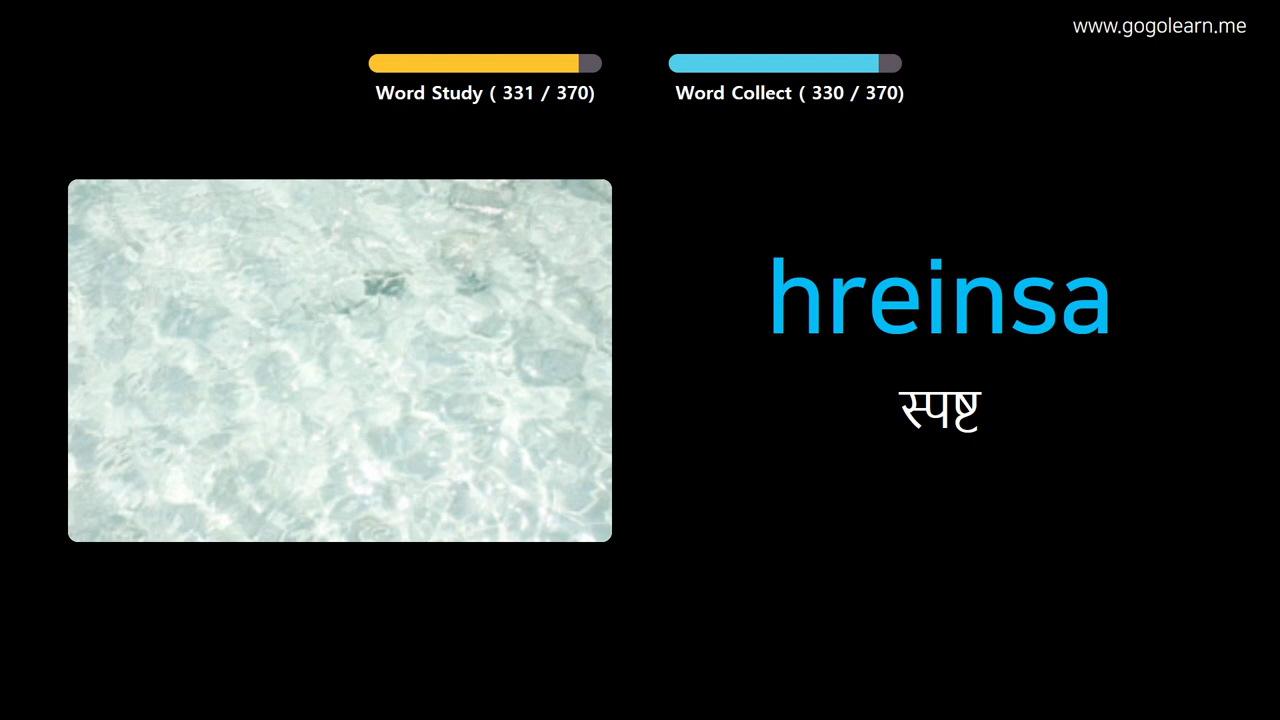 www.gogolearn.me
Word Study ( 331 / 370)
Word Collect ( 330 / 370)
hreinsa
स्पष्ट